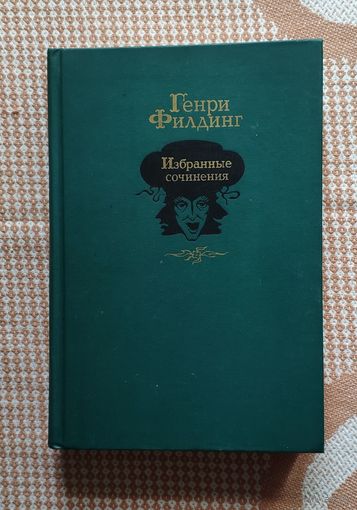 Генри
Филдинг
Избранные
сочинения